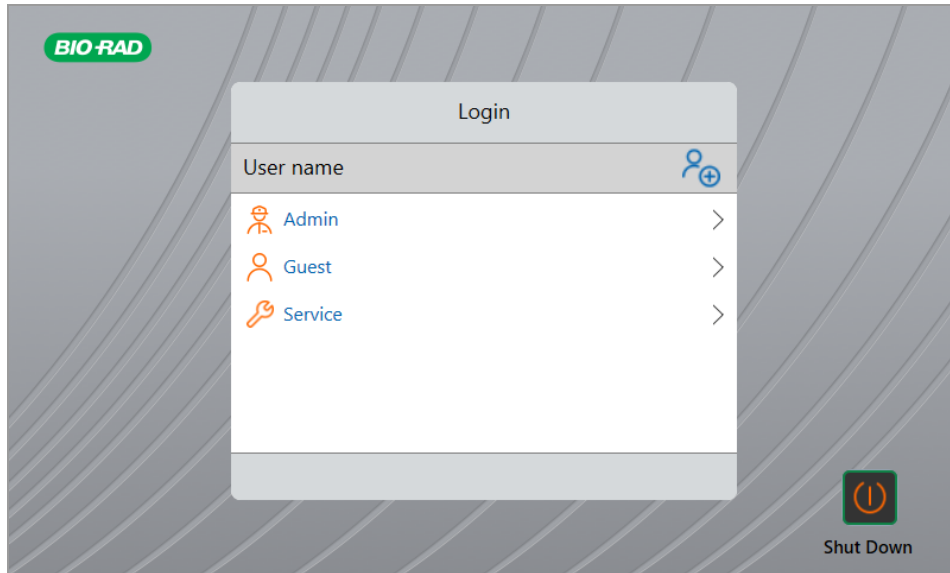 BIO-RAD
Login
User name
Admin
Guest
Service
Shut Down